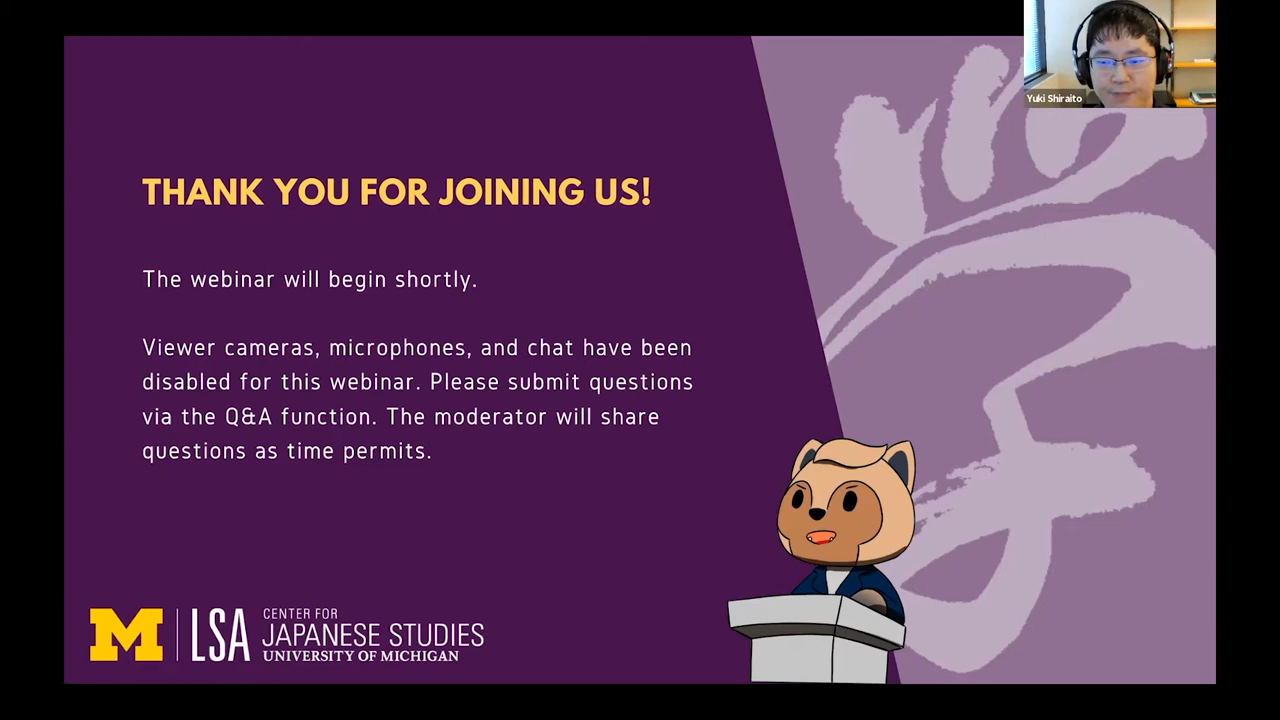 Yuki Shiraito
THANK YOU FOR JOINING US!
The webinar will begin shortly.
Viewer cameras, microphones, and chat have been
disabled for this webinar. Please submit questions
via the Q&A function. The moderator will share
questions as time permits.
学
M LSA CENTER FOR
JAPANESE STUDIES
UNIVERSITY OF MICHIGAN